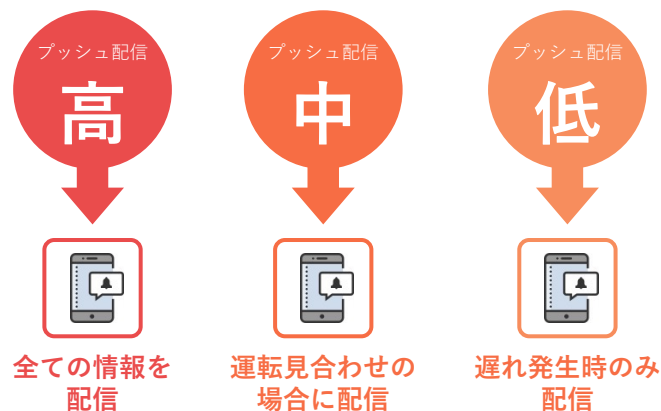 プッシュ配信
高
全ての情報を
配信
プッシュ配信
中
運転見合わせの
場合に配信
プッシュ配信
低
遅れ発生時のみ
配信